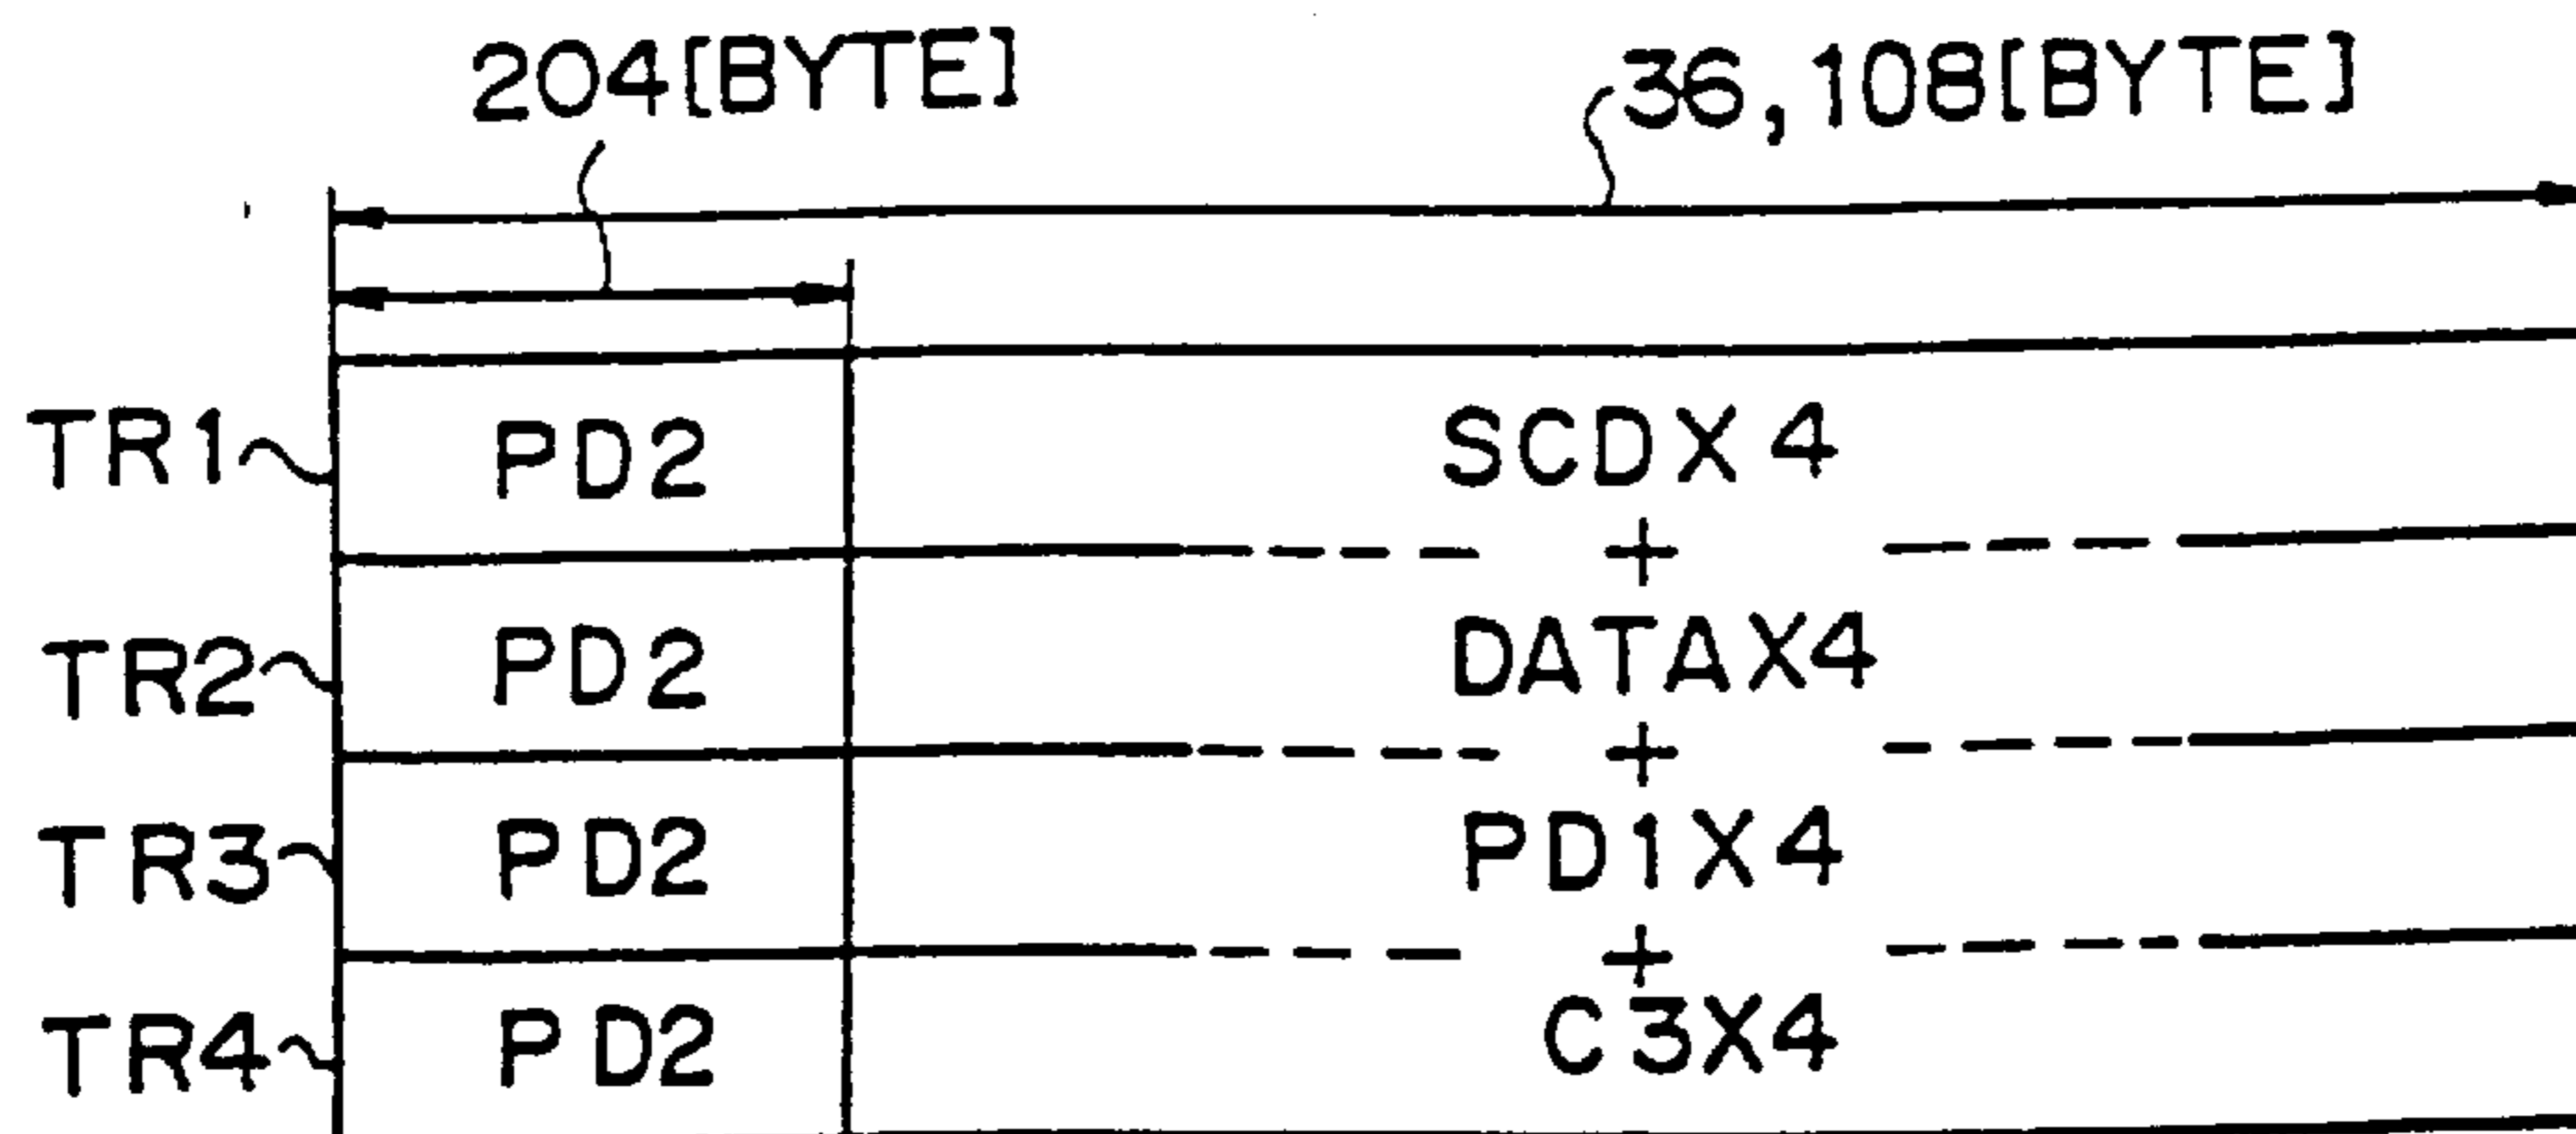 204[BYTE]
36,108[BYTE]
TR1
PD2
SCDX4
+
TR2
PD2
DATAX4
+
TR3
PD2
PD1X4
+
TR4
PD2
C3X4